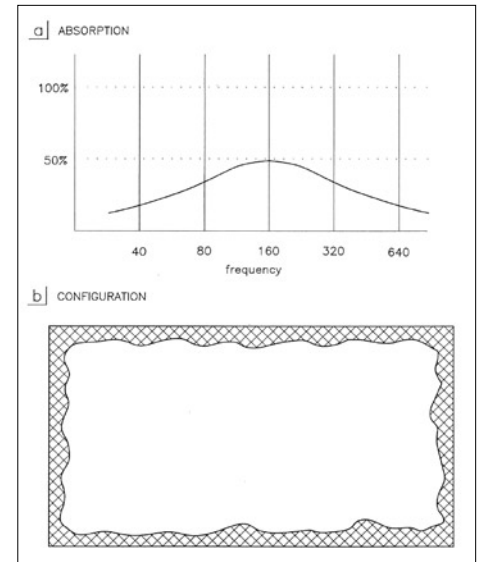 a ABSORPTION
100%
50%
40 80 160 320 640
frequency
b CONFIGURATION